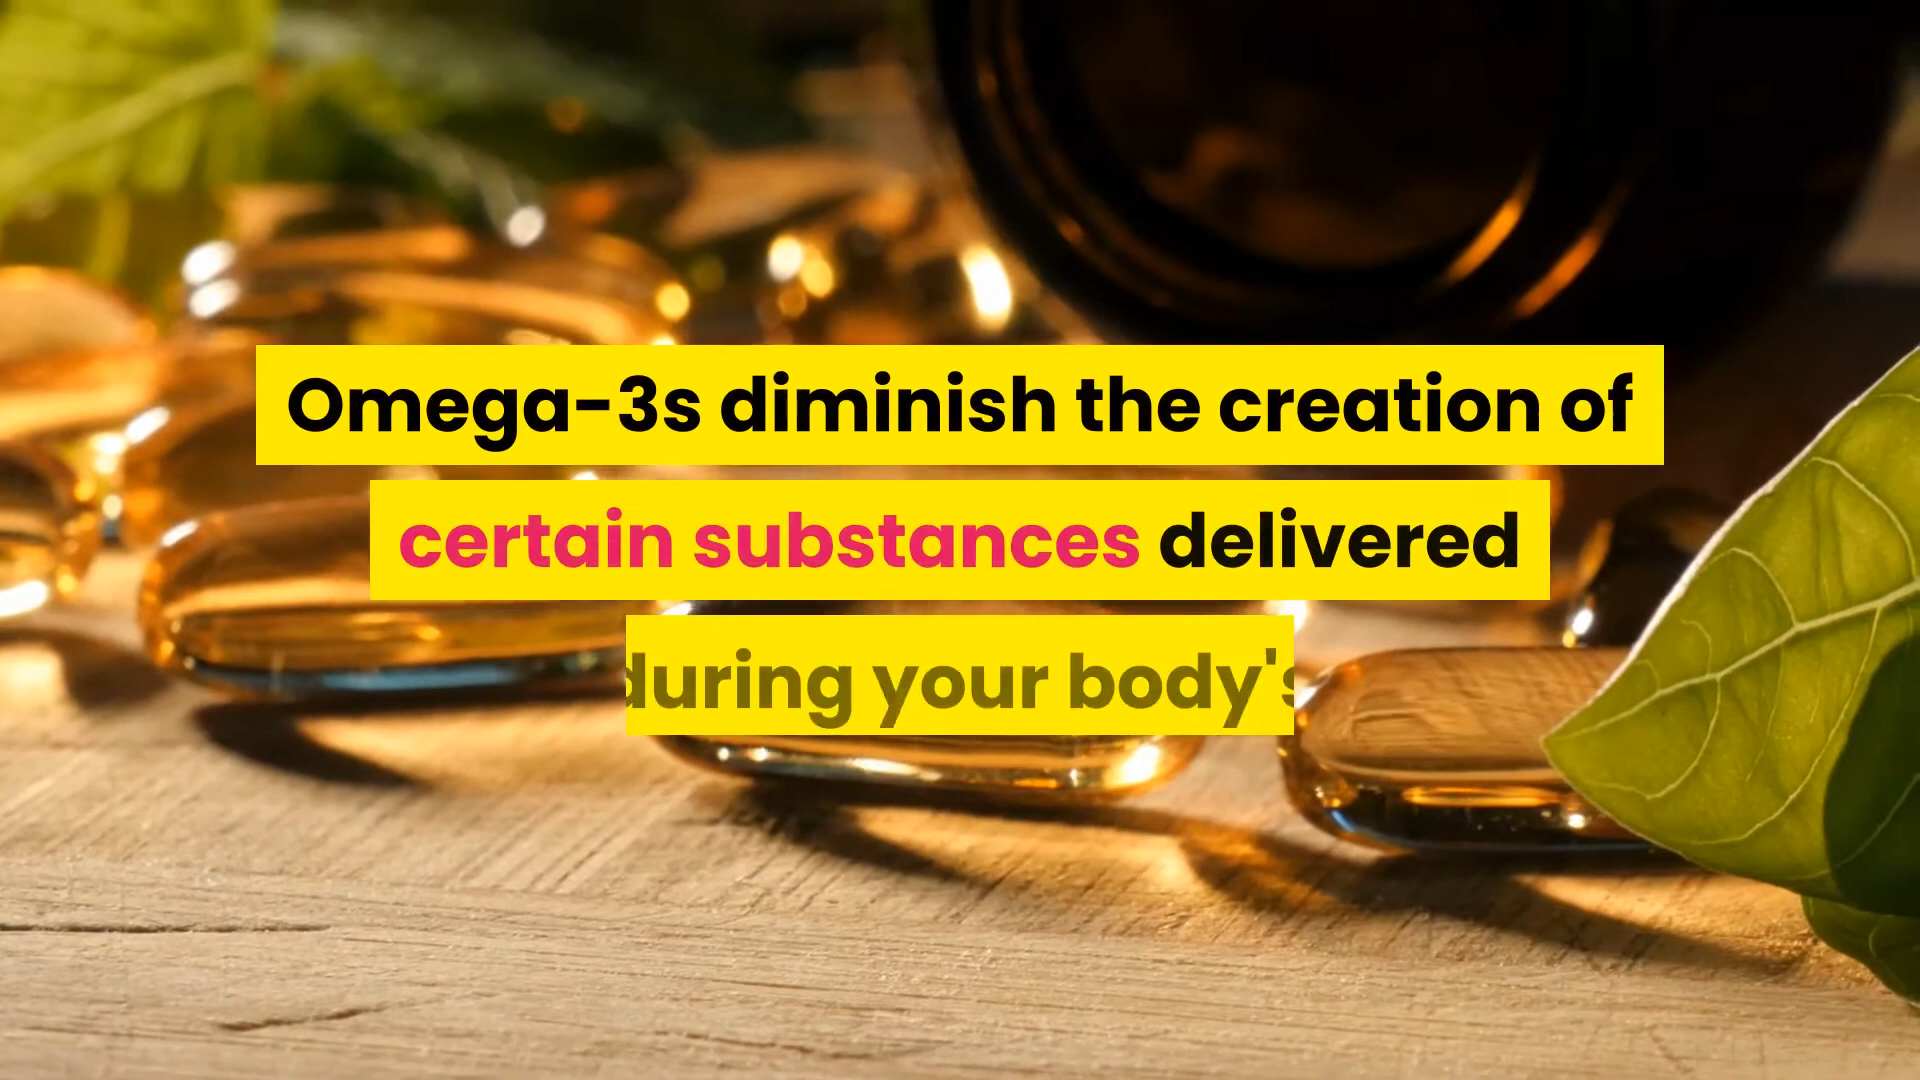 Omega-3s diminish the creation of
certain substances delivered
during your body's